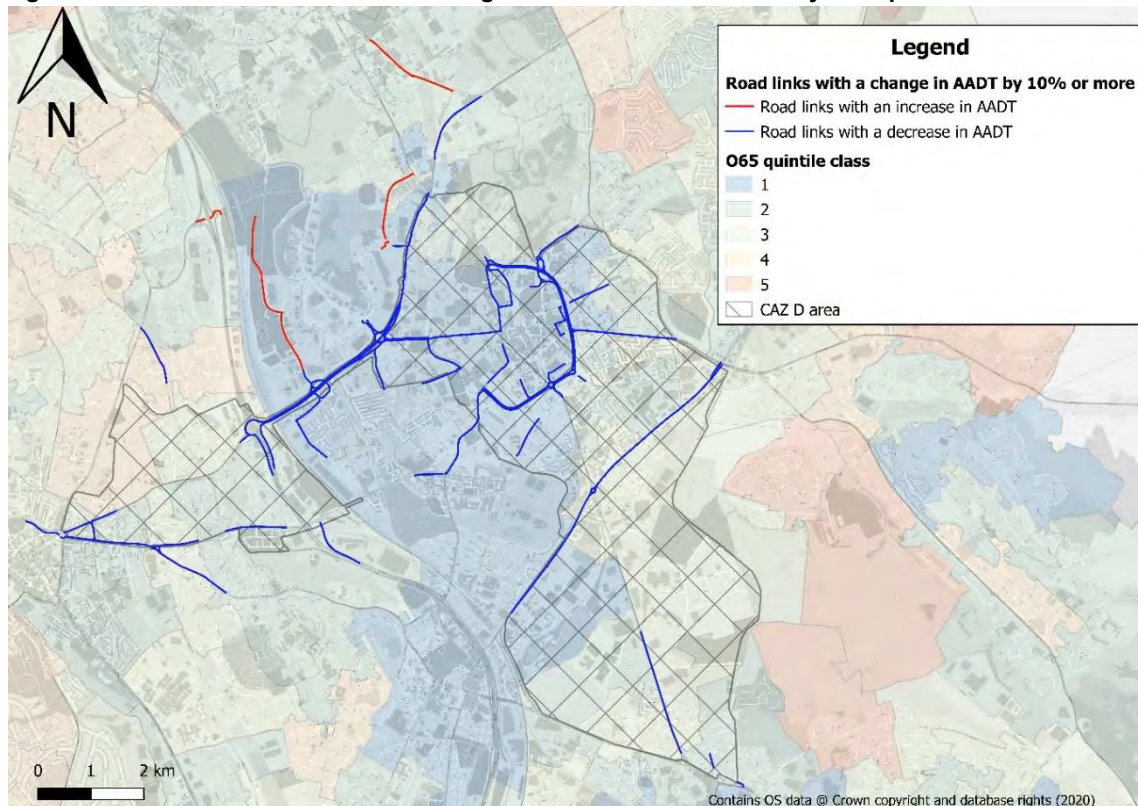 N
Legend
Road links with a change in AADT by 10% or more
Road links with an increase in AADT
Road links with a decrease in AADT
O65 quintile class
1
2
3
4
5
CAZ D area
0 1 2 km
Contains OS data @ Crown copyright and database rights (2020)